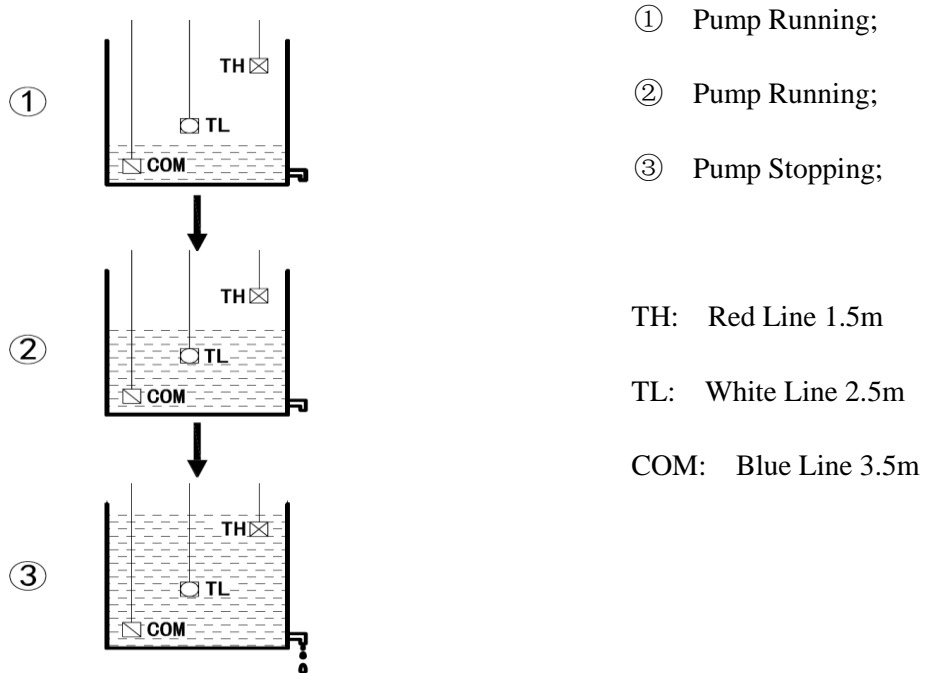 ① Pump Running;
② Pump Running;
③ Pump Stopping;
TH: Red Line 1.5m
TL: White Line 2.5m
COM: Blue Line 3.5m
①
TH
TL
COM
②
TH
TL
COM
③
TH
TL
COM